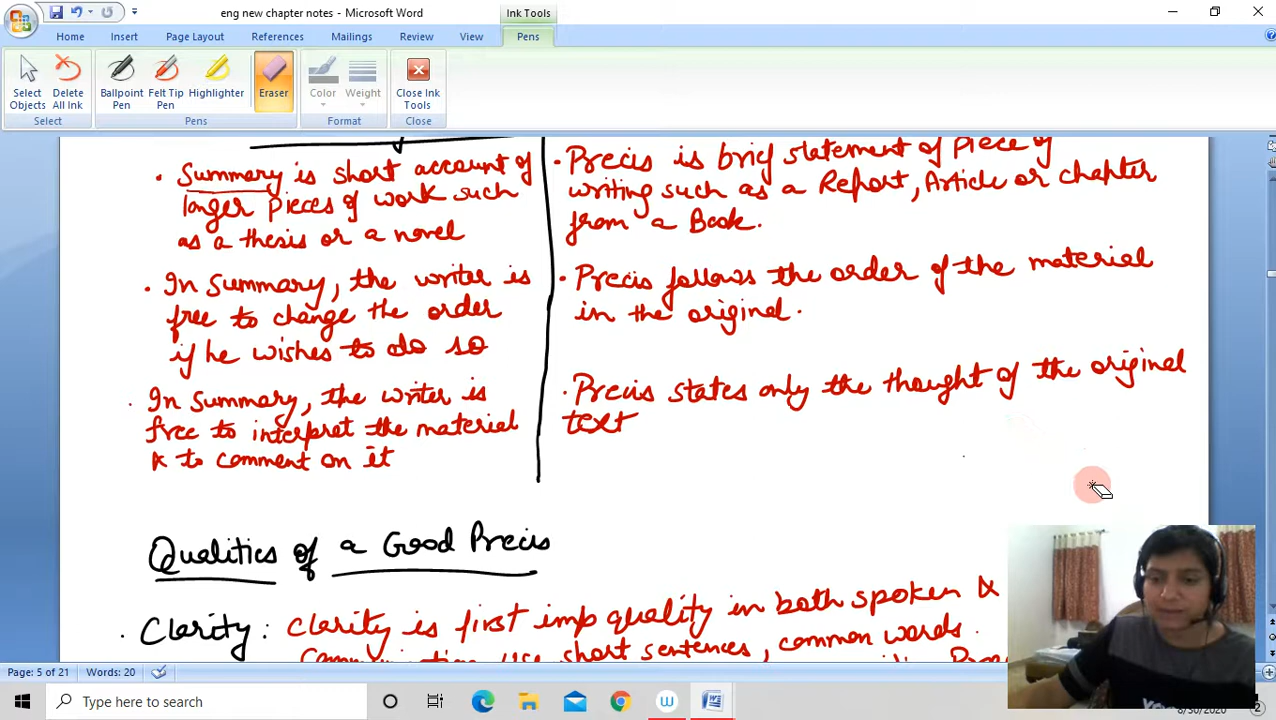 eng new chapter notes - Microsoft Word
Ink Tools
Home Insert Page Layout References Mailings Review View Pens
Select Objects
Delete All Ink
Ballpoint Pen
Felt Tip Pen
Highlighter
Eraser
Color
Weight
Close Ink Tools
Select Pens Format Close
. Summary is short account of
langer pieces of work such
as a thesis or a novel
. In Summary, the writer is
free to change the order
if he wishes to do so
. In Summary, the writer is
free to interpret the material
& to comment on it
. Precis is brief statement of piece of
writing such as a Report, Article or chapter
from a Book.
. Precis follows the order of the material
in the original.
. Precis states only the thought of the original
text
Qualities of a Good Precis
. Clarity : Clarity is first imp quality in both spoken &
Use short sentences, common words.
Page: 5 of 21 Words: 20
Type here to search
8/30/2020
2